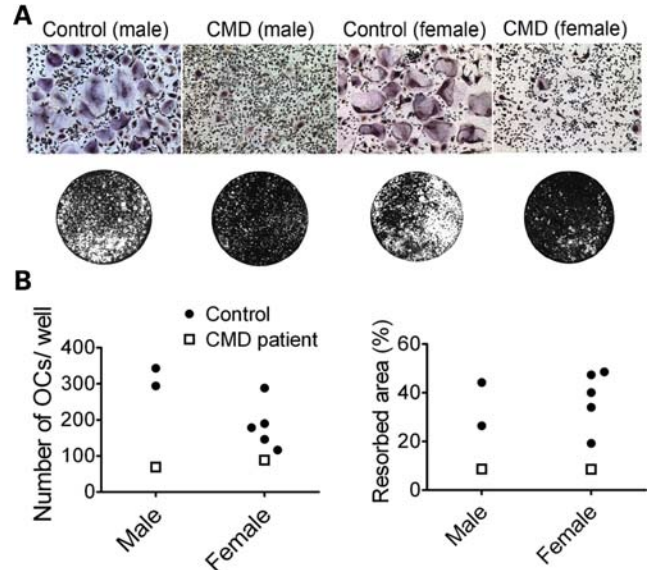 A
Control (male) CMD (male) Control (female) CMD (female)
B
● Control
□ CMD patient
Number of OCs/ well
400
300
200
100
0
Male Female
Resorbed area (%)
60
40
20
0
Male Female